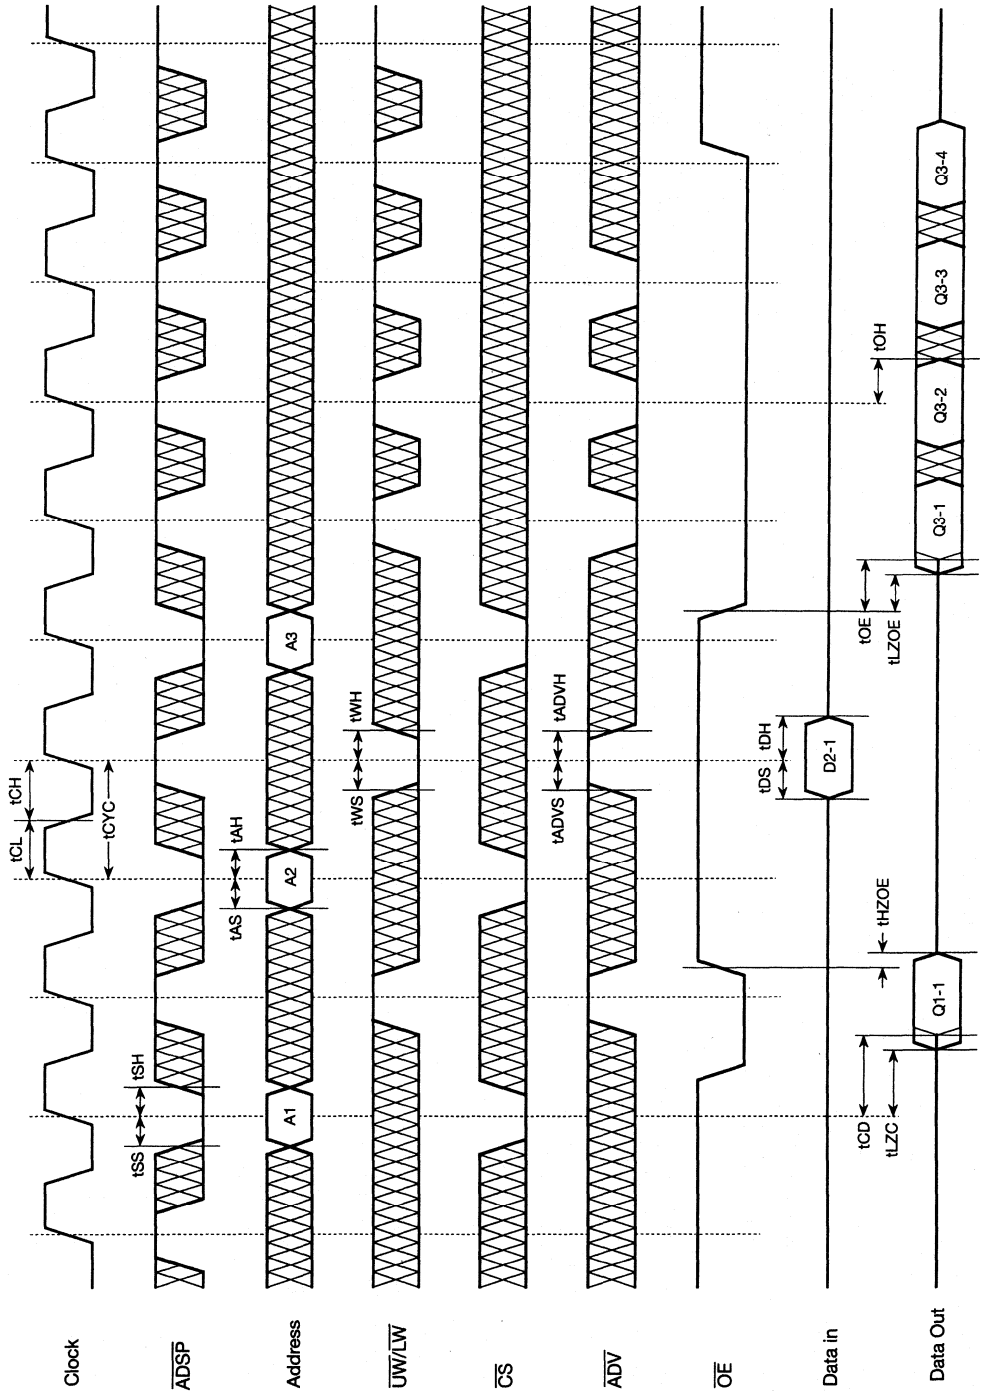 Clock
tCL
tCH
tCYC
ADSP
tSS
tSH
Address
A1
tAS
tAH
A2
A3
UW/LW
tWS
tWH
CS
ADV
tADVS
tADVH
OE
Data in
tDS
tDH
D2-1
tCD
tLZC
tHZOE
tOE
tLZOE
tOH
Data Out
Q1-1
Q3-1
Q3-2
Q3-3
Q3-4